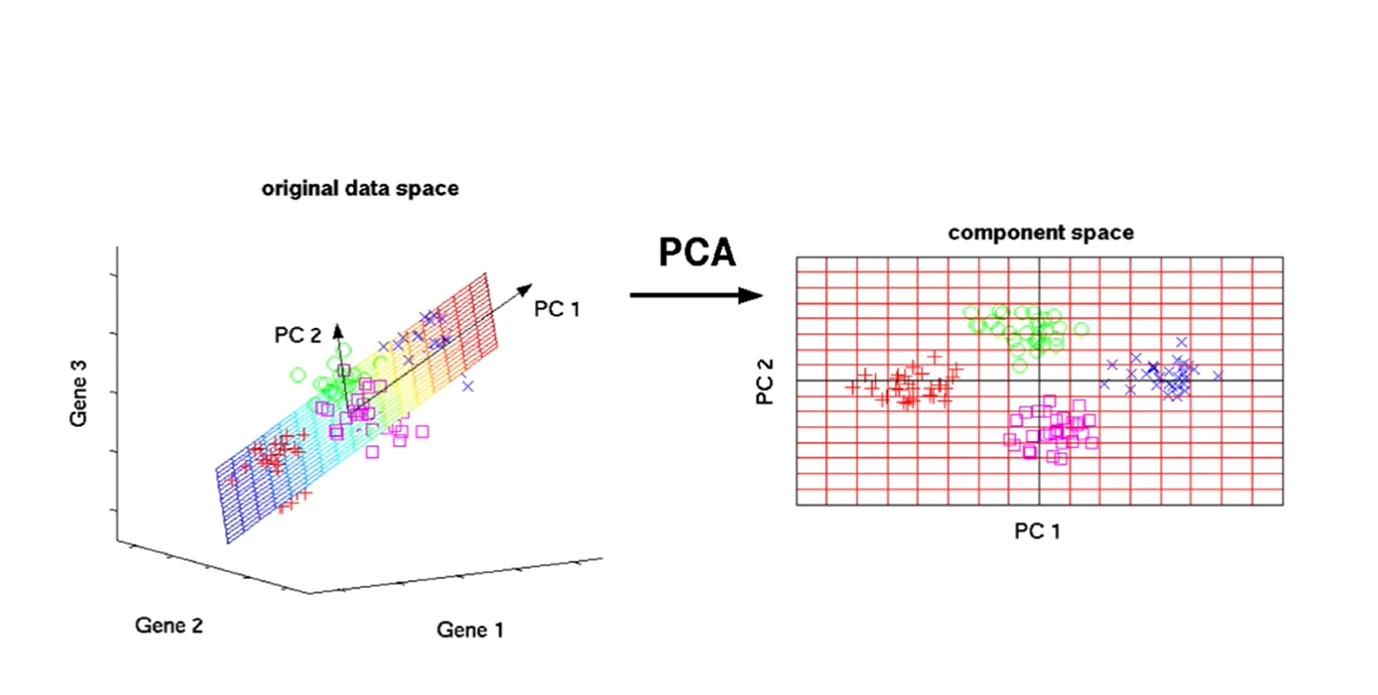 original data space
PCA
component space
PC 1
PC 2
Gene 3
PC 2
PC 1
Gene 2
Gene 1